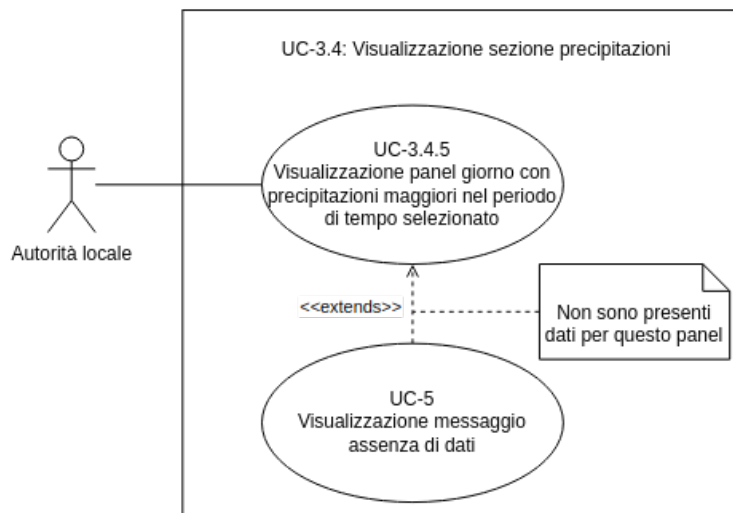 UC-3.4: Visualizzazione sezione precipitazioni
UC-3.4.5
Visualizzazione panel giorno con
precipitazioni maggiori nel periodo
di tempo selezionato
Autorità locale
<<extends>>
Non sono presenti
dati per questo panel
UC-5
Visualizzazione messaggio
assenza di dati